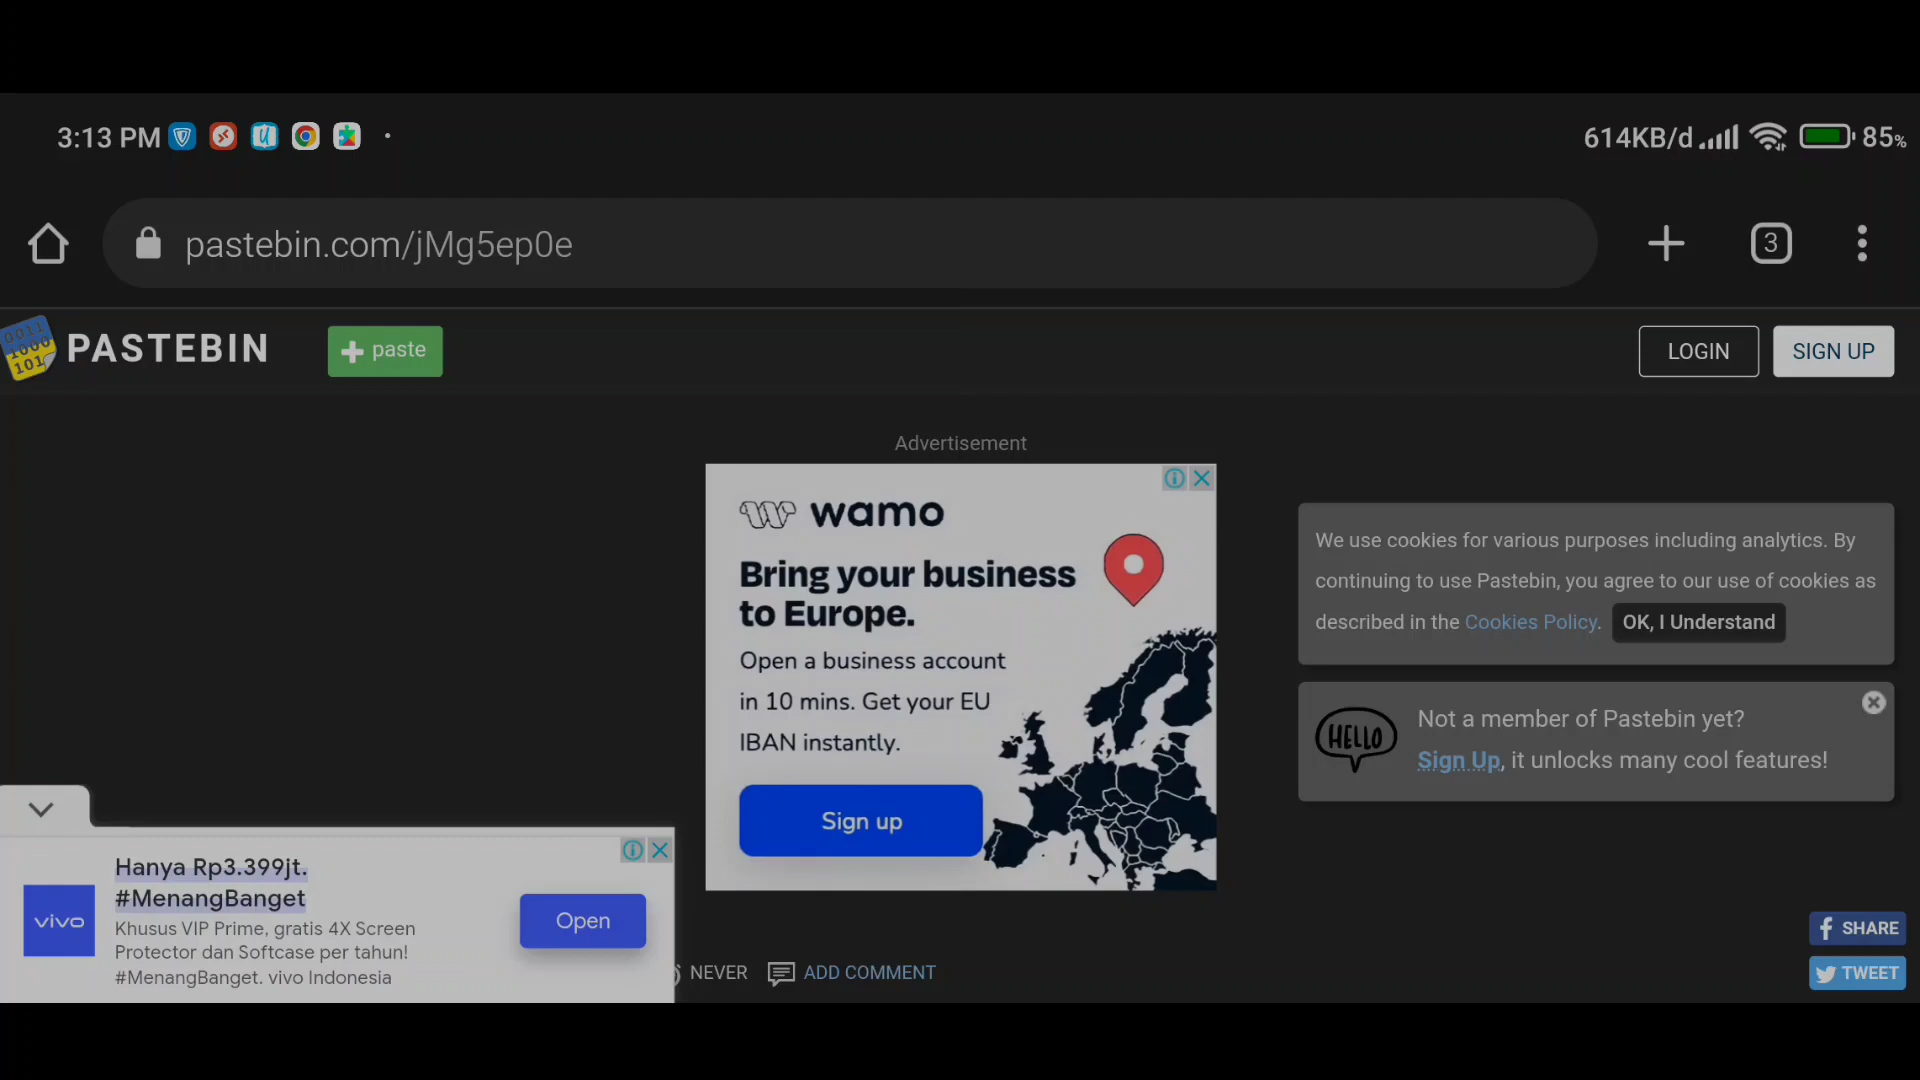 3:13 PM
614KB/d 85%
pastebin.com/jMg5ep0e
3
PASTEBIN
paste
LOGIN
SIGN UP
Advertisement
wamo
Bring your business
to Europe.
Open a business account
in 10 mins. Get your EU
IBAN instantly.
Sign up
We use cookies for various purposes including analytics. By
continuing to use Pastebin, you agree to our use of cookies as
described in the Cookies Policy. OK, I Understand
HELLO
Not a member of Pastebin yet?
Sign Up, it unlocks many cool features!
vivo
Hanya Rp3.399jt.
#MenangBanget
Khusus VIP Prime, gratis 4X Screen
Protector dan Softcase per tahun!
#MenangBanget. vivo Indonesia
Open
NEVER
ADD COMMENT
SHARE
TWEET